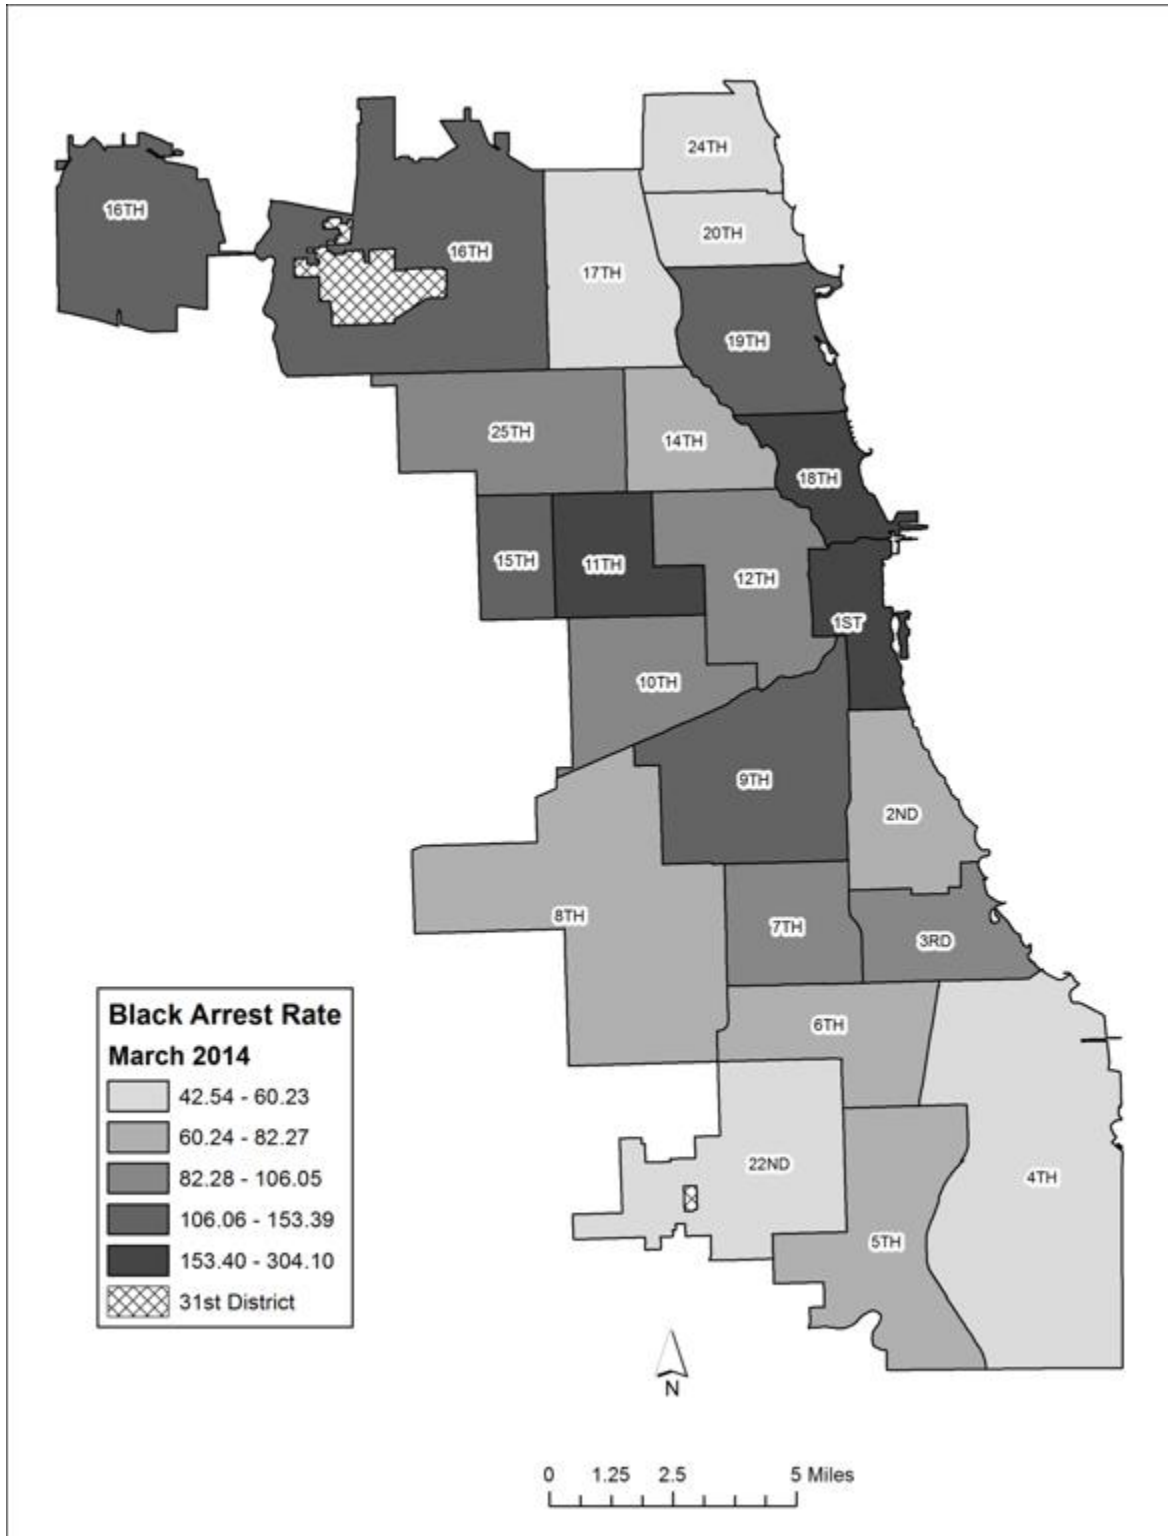 24TH
16TH
20TH
16TH
17TH
19TH
25TH
14TH
18TH
15TH
11TH
12TH
1ST
10TH
9TH
2ND
8TH
7TH
3RD
6TH
22ND
4TH
5TH
Black Arrest Rate
March 2014
42.54 - 60.23
60.24 - 82.27
82.28 - 106.05
106.06 - 153.39
153.40 - 304.10
31st District
N
0 1.25 2.5 5 Miles